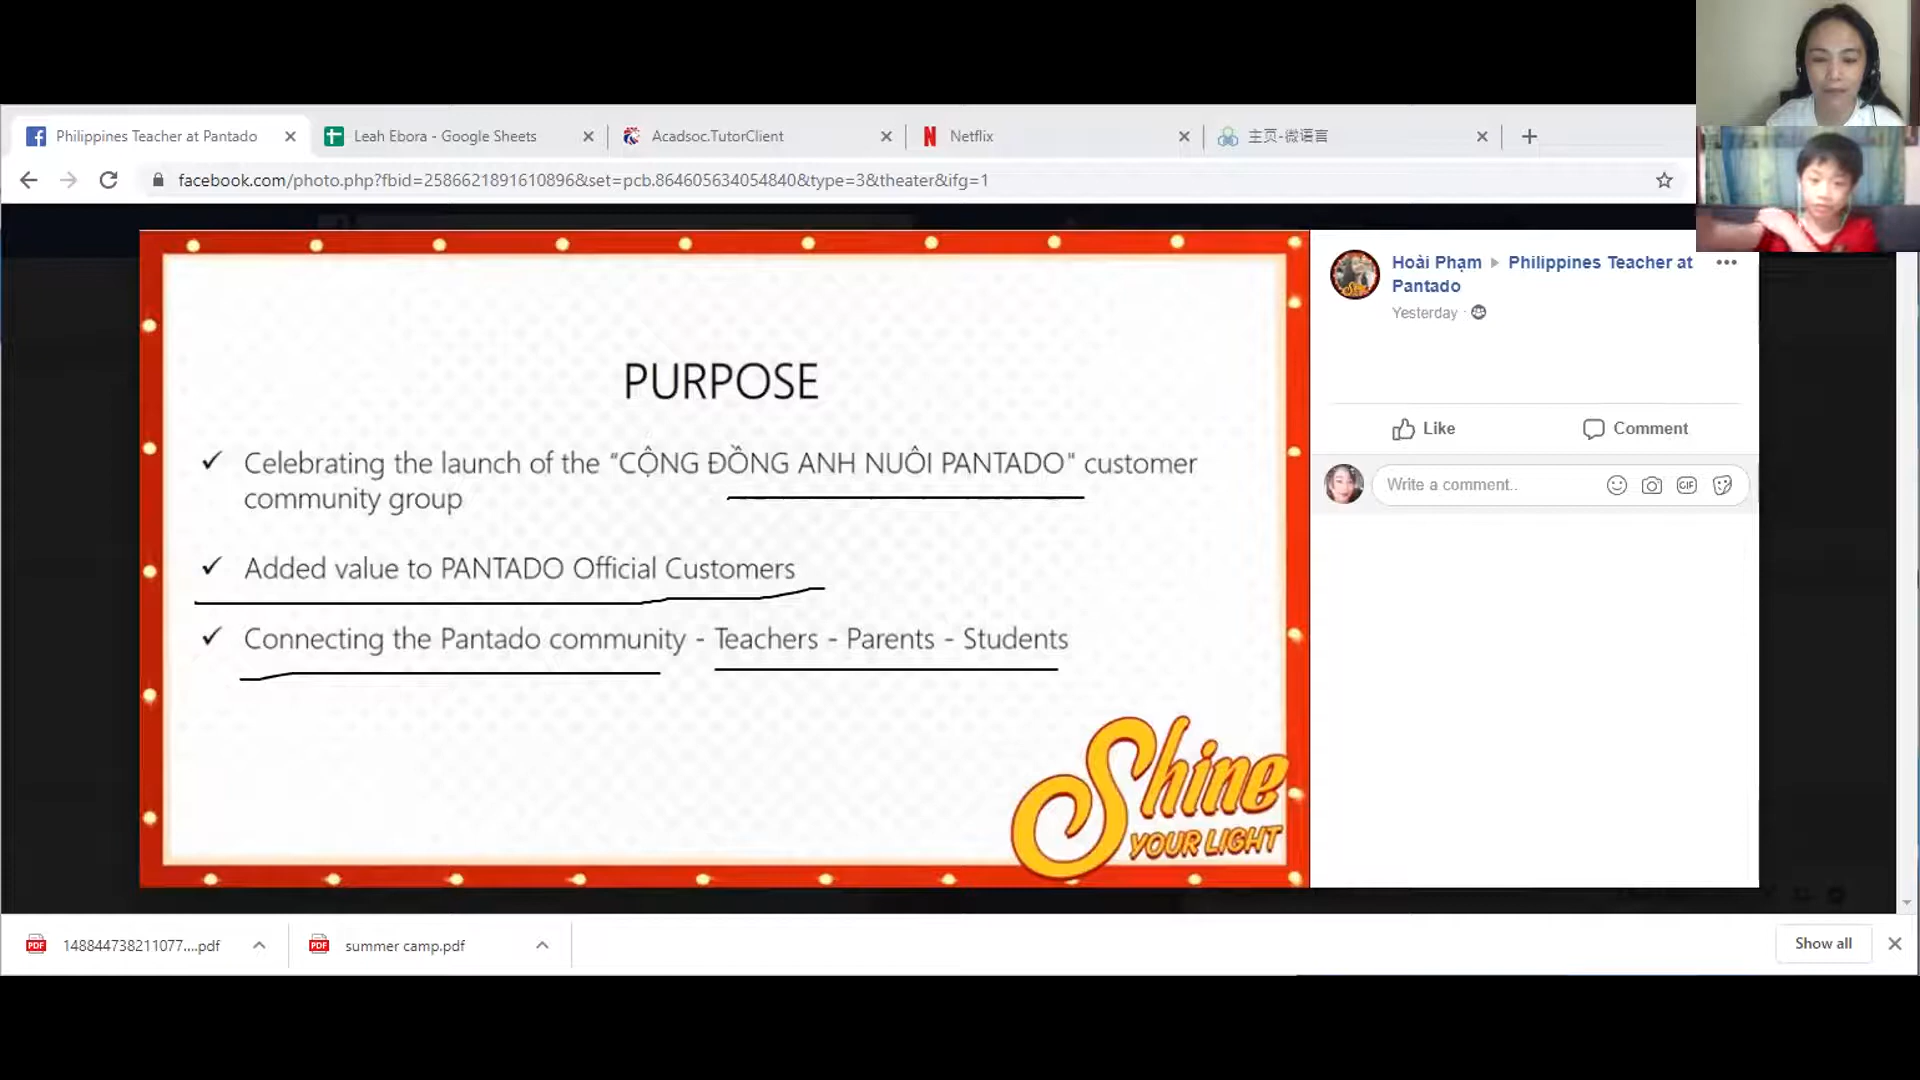 Philippines Teacher at Pantado
Leah Ebora - Google Sheets
Acadsoc.TutorClient
Netflix
主页-微语言
facebook.com/photo.php?fbid=2586621891610896&set=pcb.864605634054840&type=3&theater&ifg=1
PURPOSE
✓ Celebrating the launch of the “CỘNG ĐỒNG ANH NUÔI PANTADO" customer
community group
✓ Added value to PANTADO Official Customers
✓ Connecting the Pantado community - Teachers - Parents - Students
Shine
YOUR LIGHT
Hoài Phạm ▸ Philippines Teacher at
Pantado
Yesterday ·
Like
Comment
Write a comment..
GIF
PDF
148844738211077....pdf
PDF
summer camp.pdf
Show all